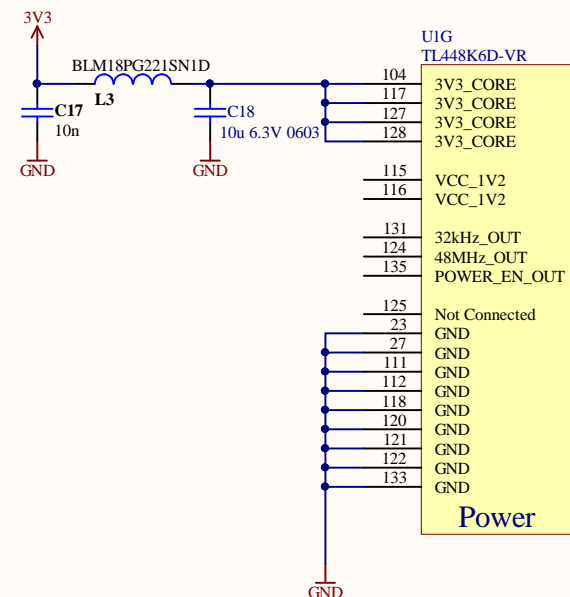 3V3
BLM18PG221SN1D
L3
C17
10n
GND
C18
10u 6.3V 0603
GND
U1G
TL448K6D-VR
104 3V3_CORE
117 3V3_CORE
127 3V3_CORE
128 3V3_CORE
115 VCC_1V2
116 VCC_1V2
131 32kHz_OUT
124 48MHz_OUT
135 POWER_EN_OUT
125 Not Connected
23 GND
27 GND
111 GND
112 GND
118 GND
120 GND
121 GND
122 GND
133 GND
Power
GND